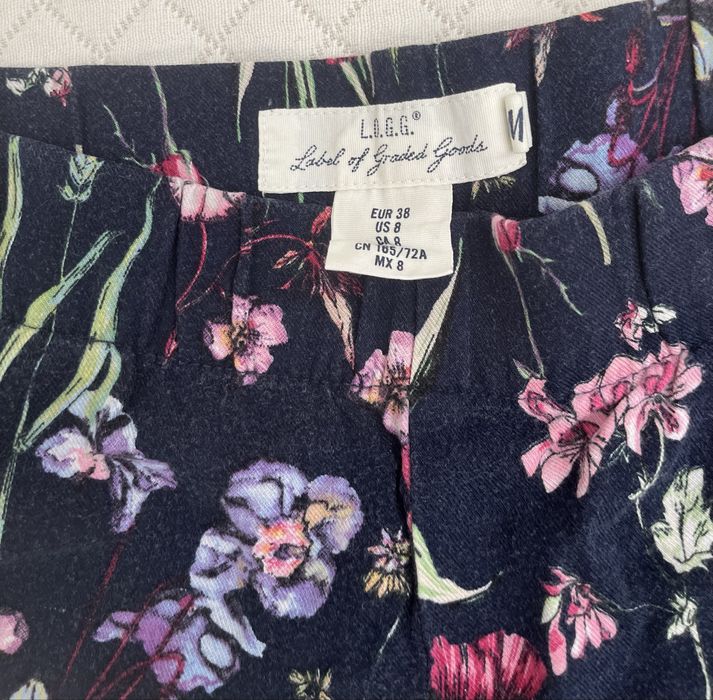 L.O.G.G.®
Label of Graded Goods
EUR 38
US 8
CA 8
CN 165/72A
MX 8